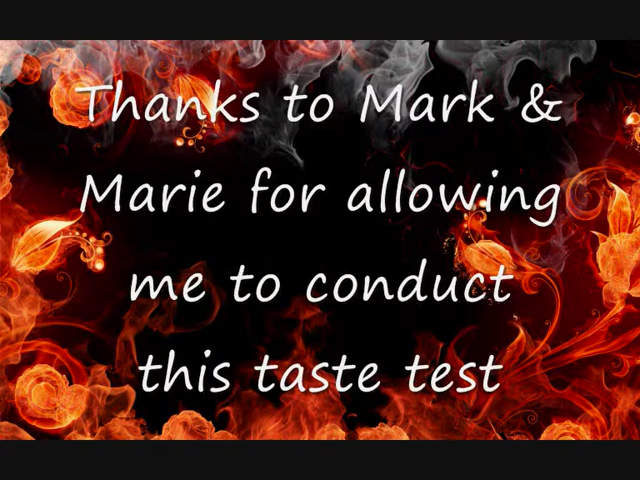 Thanks to Mark &
Marie for allowing
me to conduct
this taste test